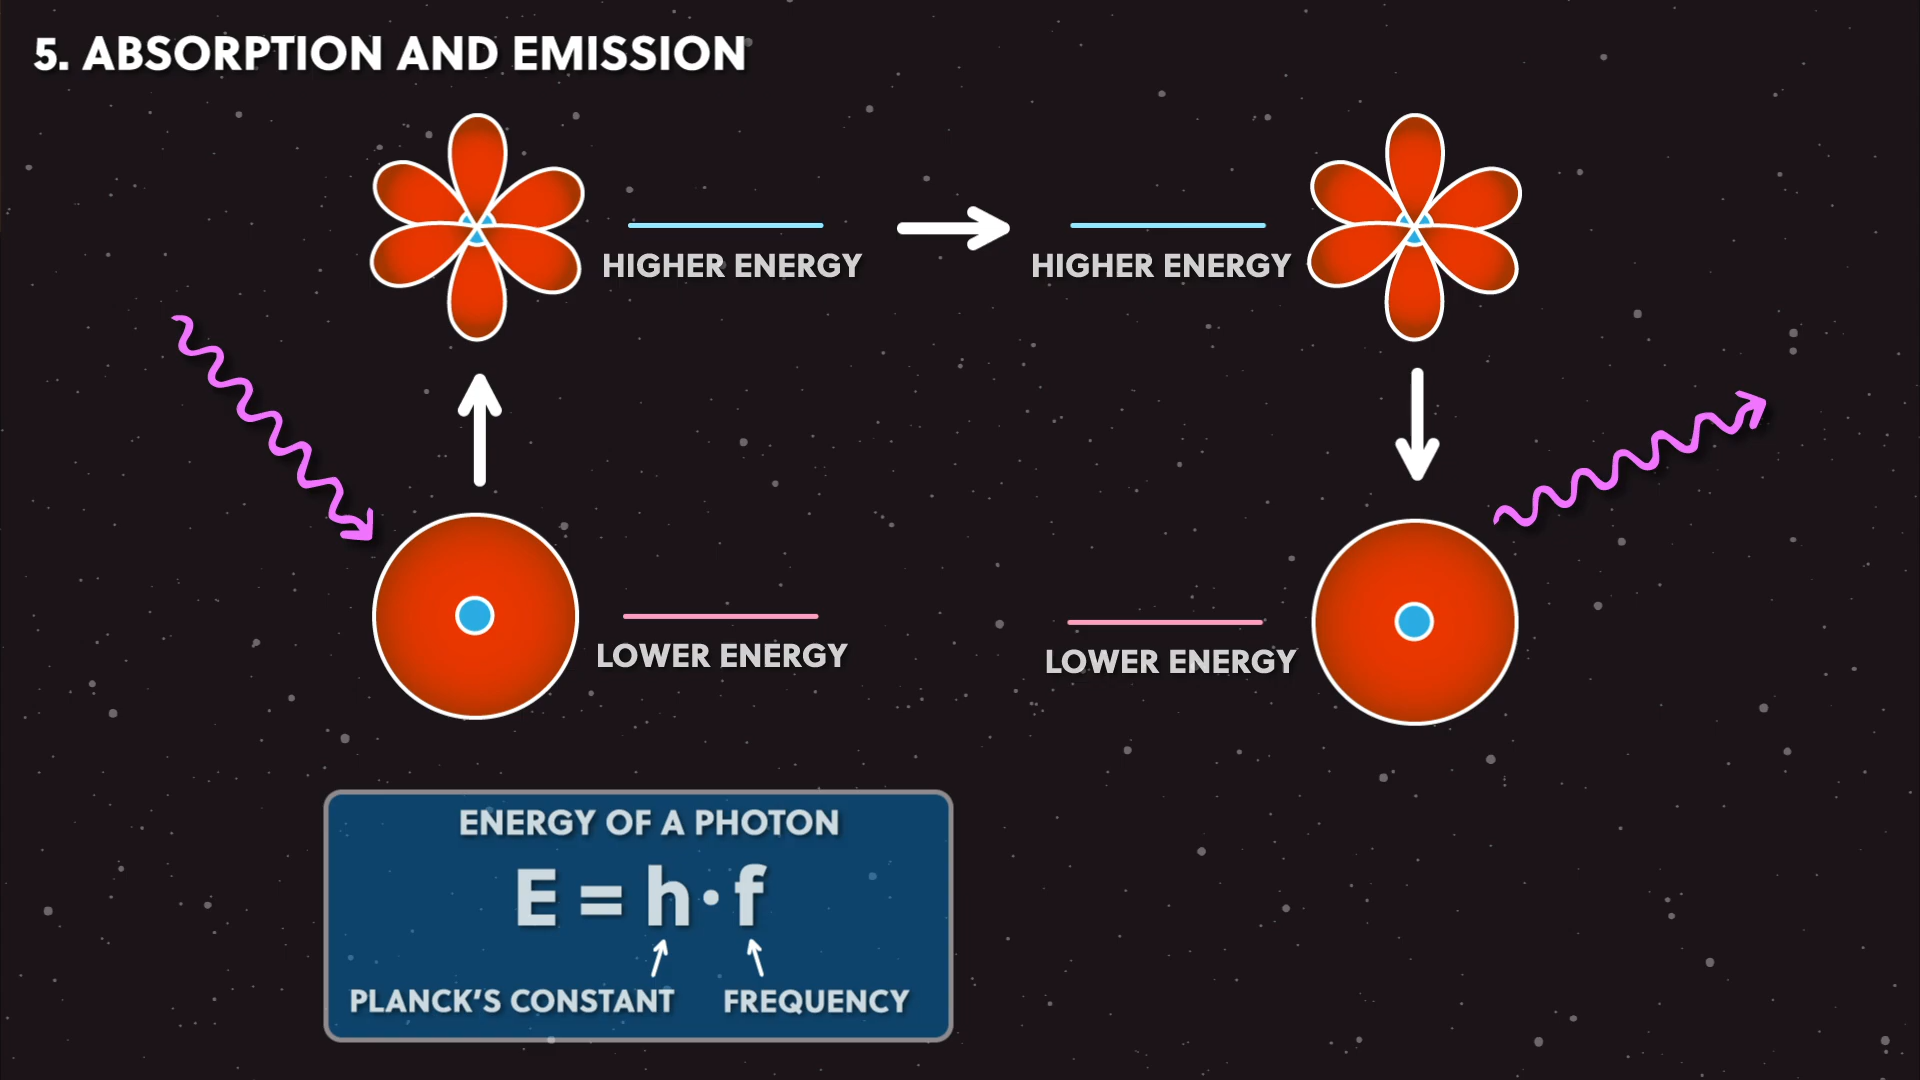 5. ABSORPTION AND EMISSION
HIGHER ENERGY
HIGHER ENERGY
LOWER ENERGY
LOWER ENERGY
ENERGY OF A PHOTON
E = h·f
PLANCK'S CONSTANT
FREQUENCY